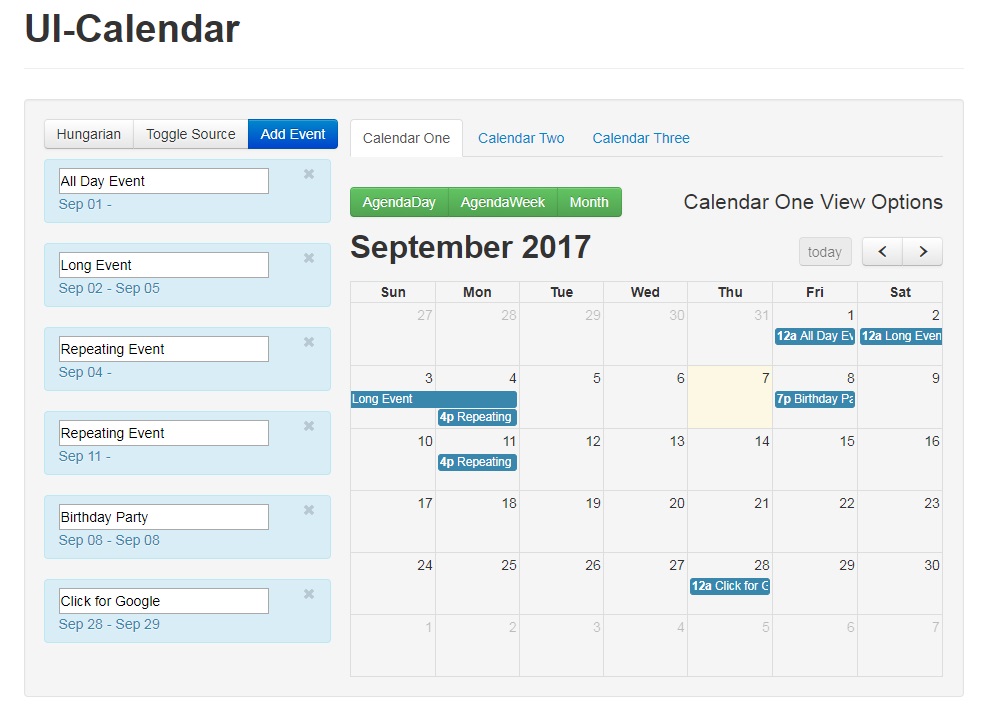 UI-Calendar
Hungarian Toggle Source Add Event
All Day Event
Sep 01 -
Long Event
Sep 02 - Sep 05
Repeating Event
Sep 04 -
Repeating Event
Sep 11 -
Birthday Party
Sep 08 - Sep 08
Click for Google
Sep 28 - Sep 29
Calendar One Calendar Two Calendar Three
AgendaDay AgendaWeek Month Calendar One View Options
September 2017 today
Sun Mon Tue Wed Thu Fri Sat
27 28 29 30 31 1 2
12a All Day Ev 12a Long Even
3 4 5 6 7 8 9
Long Event 7p Birthday Pa
4p Repeating
10 11 12 13 14 15 16
4p Repeating
17 18 19 20 21 22 23
24 25 26 27 28 29 30
12a Click for G
1 2 3 4 5 6 7